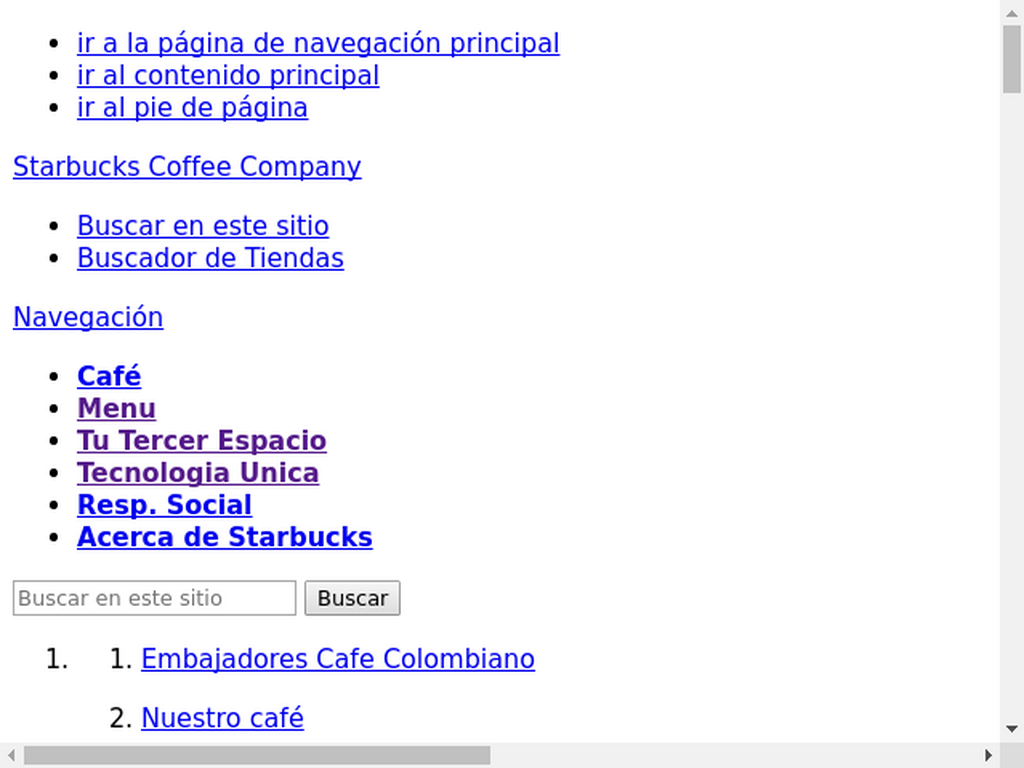 ir a la página de navegación principal
ir al contenido principal
ir al pie de página
Starbucks Coffee Company
Buscar en este sitio
Buscador de Tiendas
Navegación
Café
Menu
Tu Tercer Espacio
Tecnologia Unica
Resp. Social
Acerca de Starbucks
Buscar en este sitio Buscar
1. 1. Embajadores Cafe Colombiano
2. Nuestro café